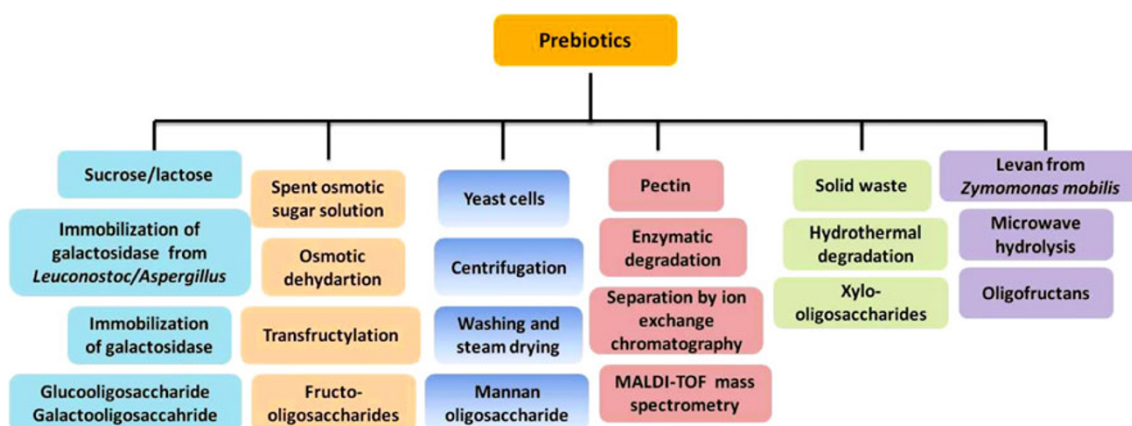 Prebiotics
Sucrose/lactose
Immobilization of
galactosidase from
Leuconostoc/Aspergillus
Immobilization
of galactosidase
Glucooligosaccharide
Galactooligosaccahride
Spent osmotic
sugar solution
Osmotic
dehydartion
Transfructylation
Fructo-
oligosaccharides
Yeast cells
Centrifugation
Washing and
steam drying
Mannan
oligosaccharide
Pectin
Enzymatic
degradation
Separation by ion
exchange
chromatography
MALDI-TOF mass
spectrometry
Solid waste
Hydrothermal
degradation
Xylo-
oligosaccharides
Levan from
Zymomonas mobilis
Microwave
hydrolysis
Oligofructans